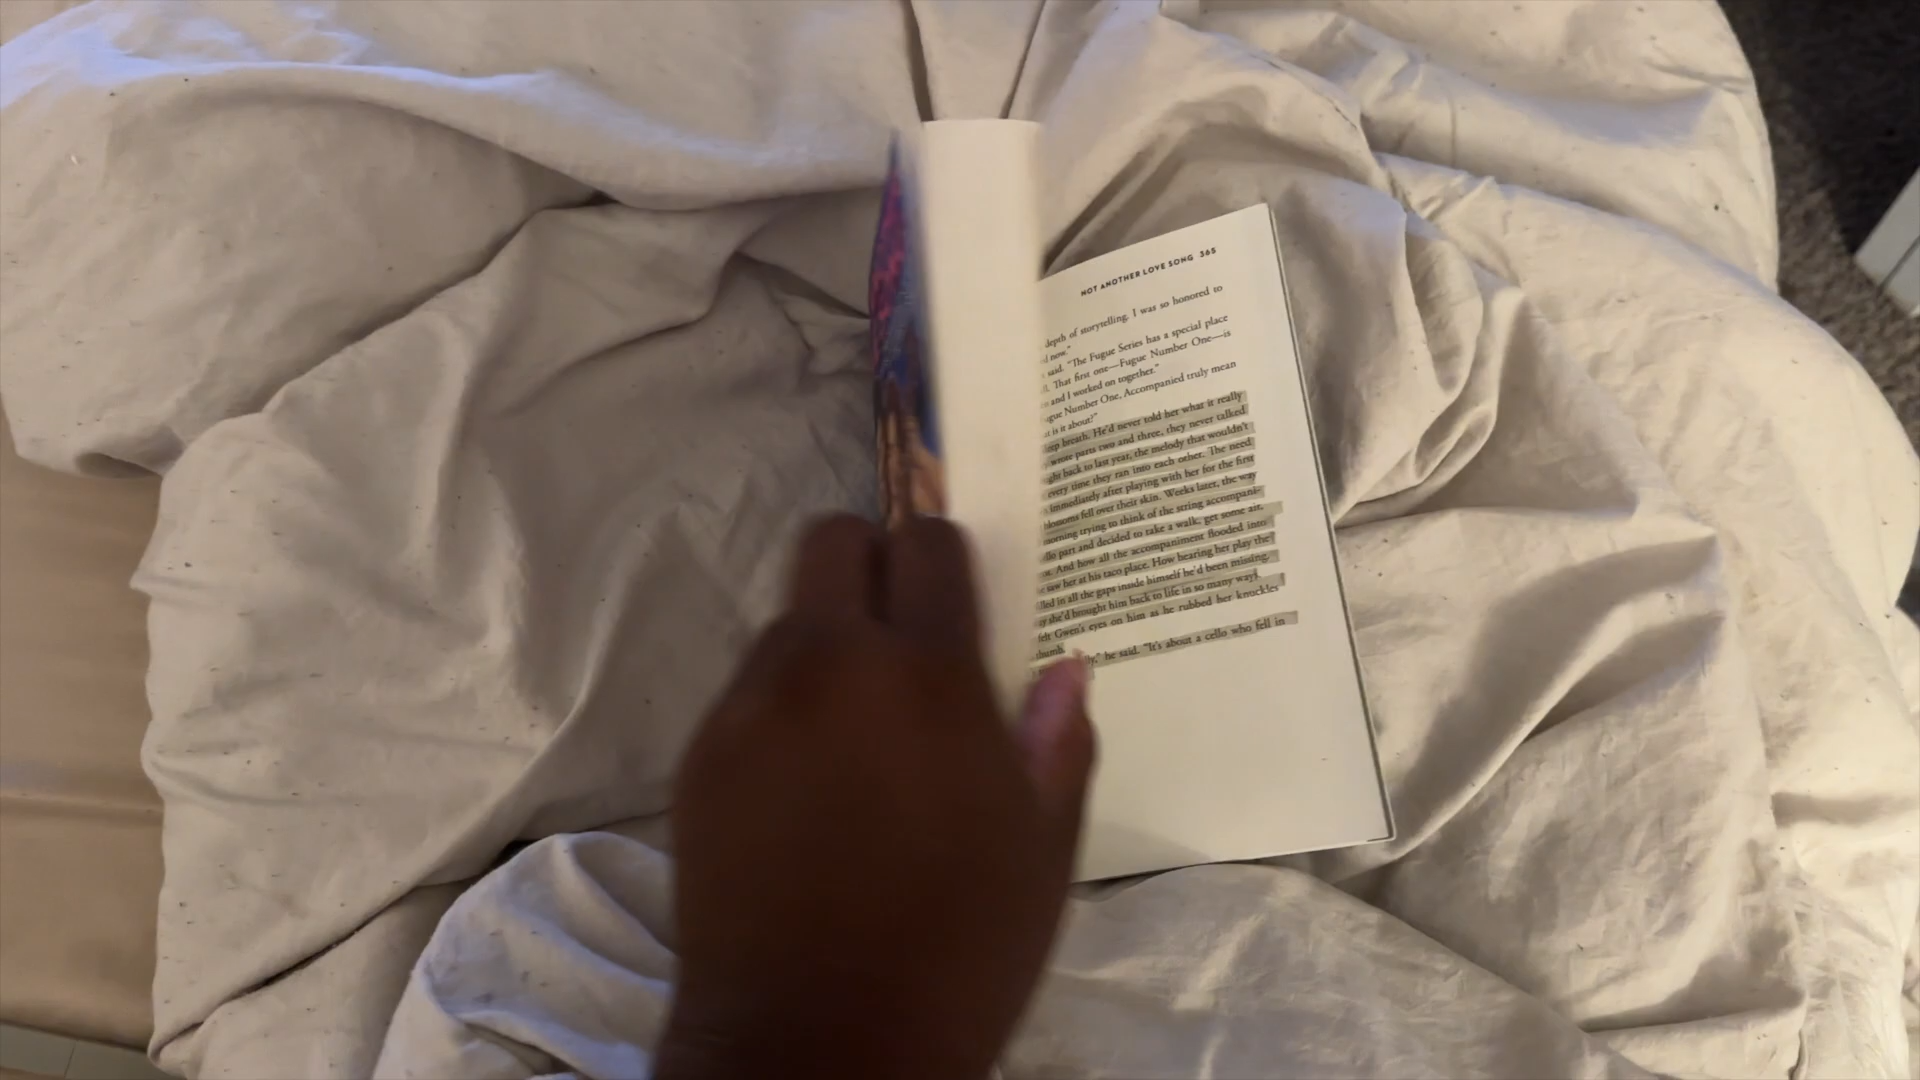 NOT ANOTHER LOVE SONG 365
depth of storytelling. I was so honored to
now."
said. "The Fugue Series has a special place
That first one—Fugue Number One—is
and I worked on together."
Number One, Accompanied truly mean
is it about?"
breath. He'd never told her what it really
wrote parts two and three, they never talked
back to last year, the melody that wouldn't
every time they ran into each other. The need
immediately after playing with her for the first
fell over their skin. Weeks later, the way
morning trying to think of the string accompani-
part and decided to take a walk, get some air.
And how all the accompaniment flooded into
saw her at his taco place. How hearing her play the
in all the gaps inside himself he'd been missing.
she'd brought him back to life in so many ways
felt Gwen's eyes on him as he rubbed her knuckles
thumb.
he said. "It's about a cello who fell in